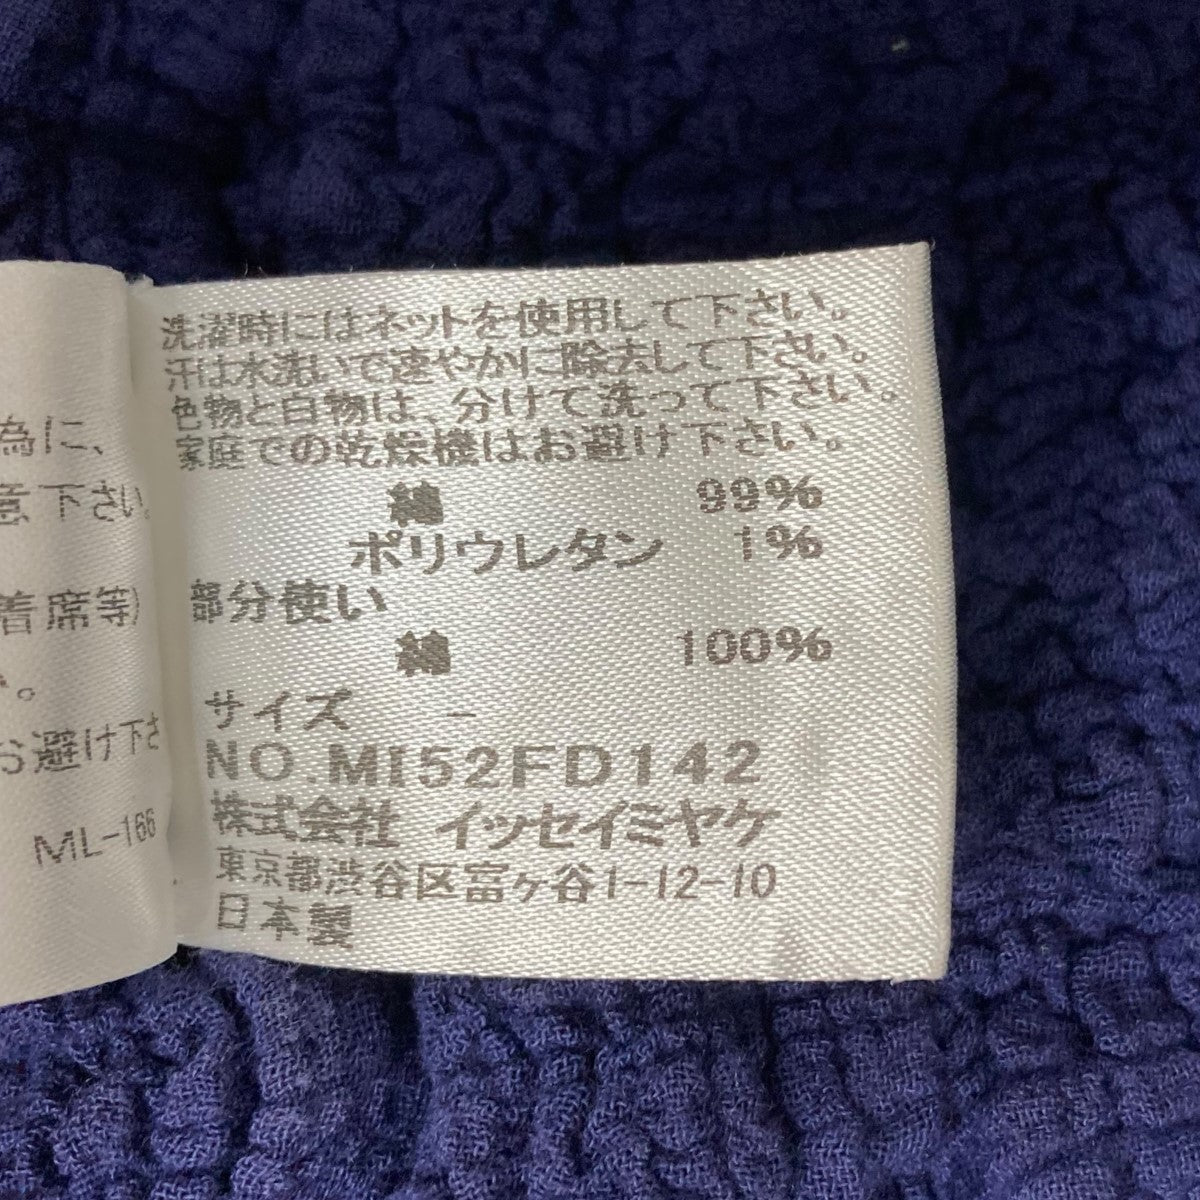 為に、
意下さい。
着席等)
い。
お避け下さ
ML-166
洗濯時にはネットを使用して下さい。
汗は水洗いで速やかに除去して下さい。
色物と白物は、分けて洗って下さい。
家庭での乾燥機はお避け下さい。
綿 99%
ポリウレタン 1%
部分使い
綿 100%
サイズ -
NO.MI52FD142
株式会社 イッセイミヤケ
東京都渋谷区富ヶ谷1-12-10
日本製